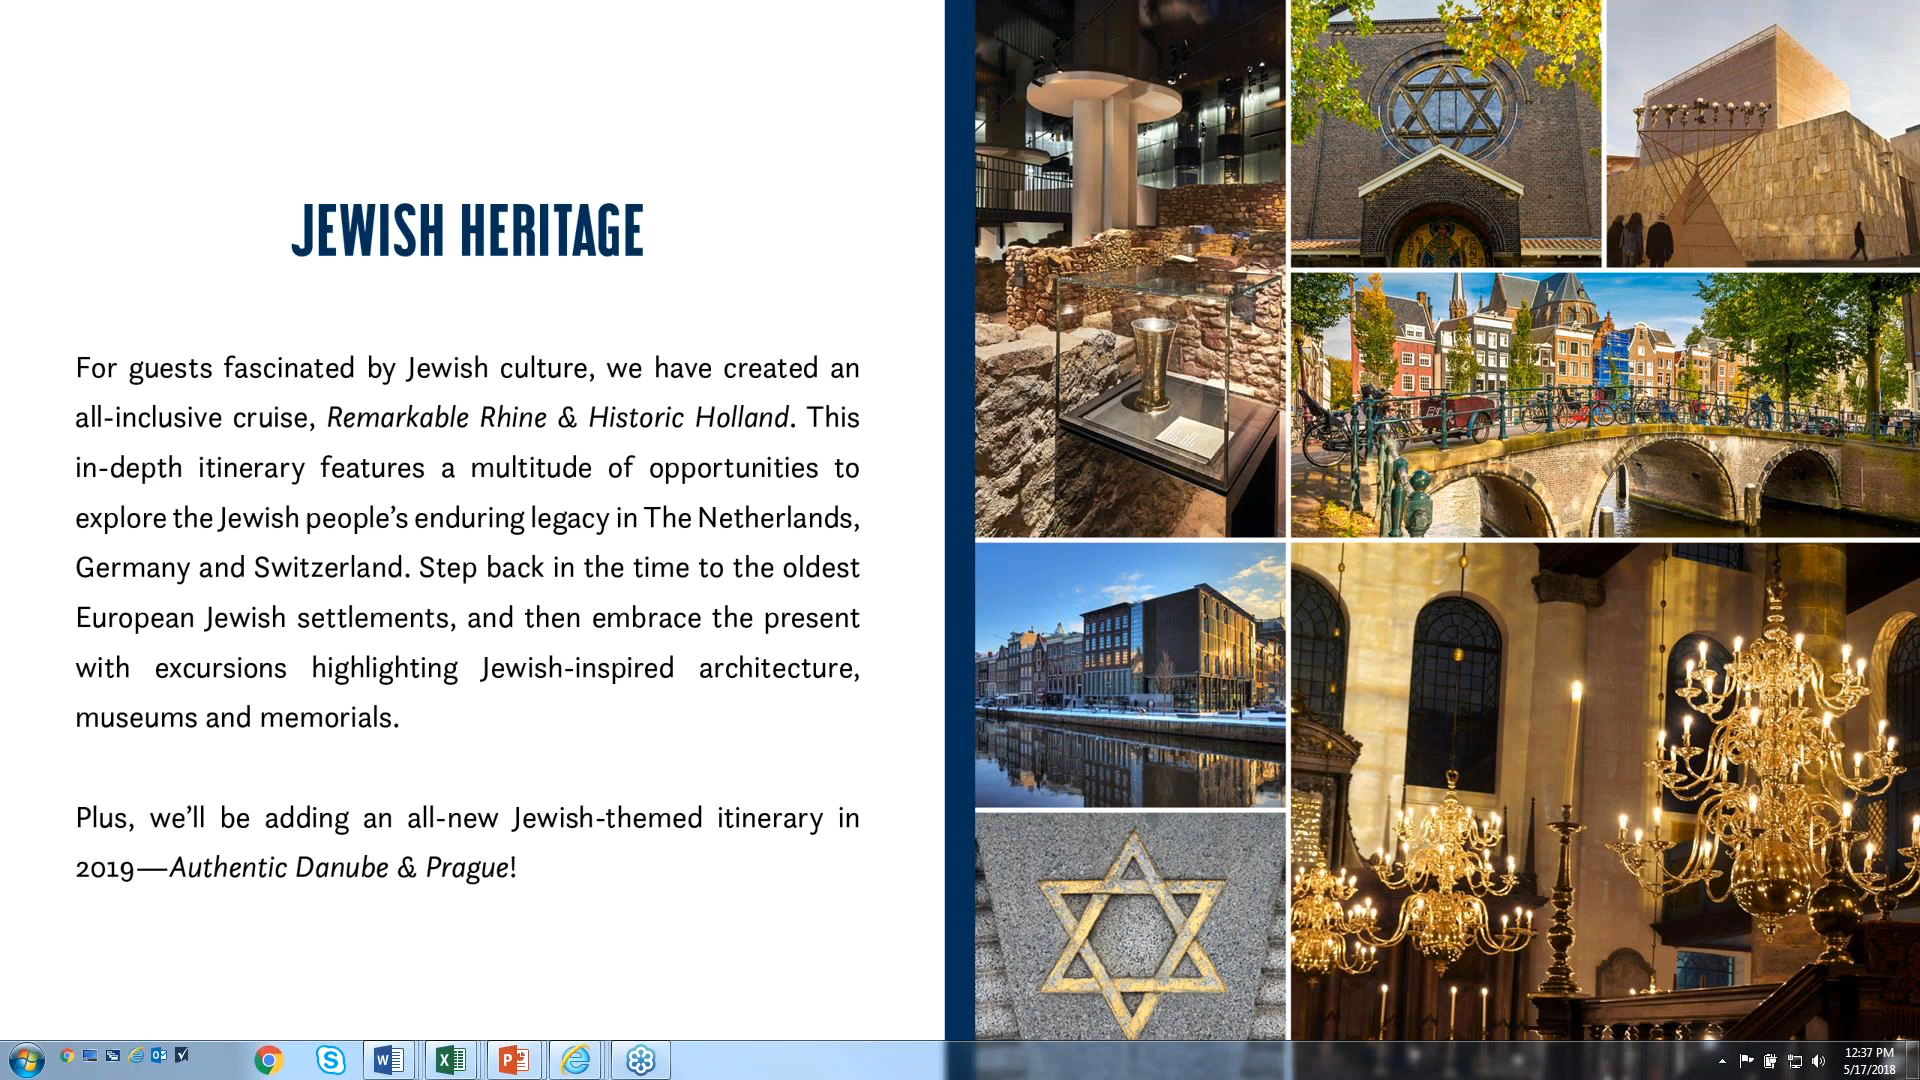 JEWISH HERITAGE
For guests fascinated by Jewish culture, we have created an
all-inclusive cruise, Remarkable Rhine & Historic Holland. This
in-depth itinerary features a multitude of opportunities to
explore the Jewish people’s enduring legacy in The Netherlands,
Germany and Switzerland. Step back in the time to the oldest
European Jewish settlements, and then embrace the present
with excursions highlighting Jewish-inspired architecture,
museums and memorials.
Plus, we’ll be adding an all-new Jewish-themed itinerary in
2019—Authentic Danube & Prague!
12:37 PM
5/17/2018